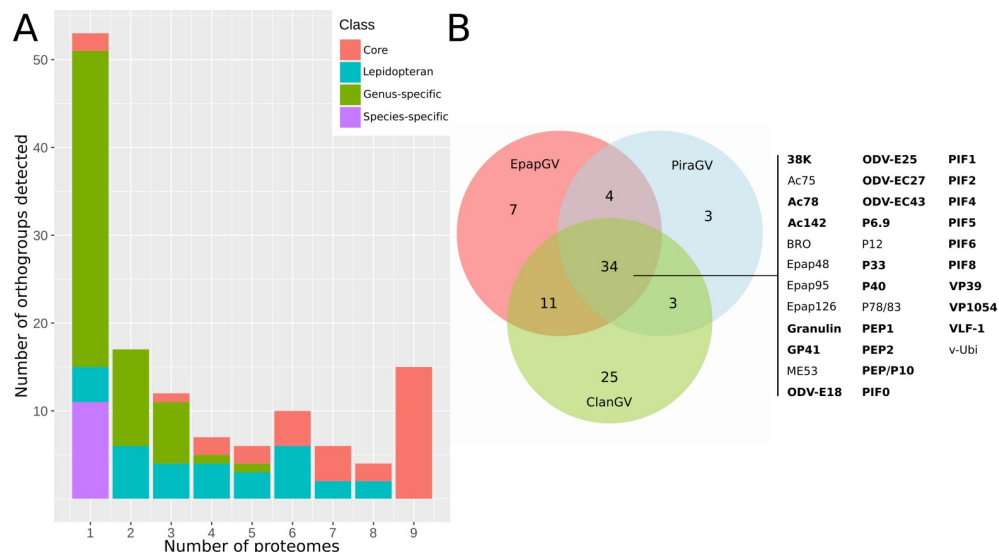 A
Class
Core
Lepidopteran
Genus-specific
Species-specific
Number of orthogroups detected
50
40
30
20
10
1 2 3 4 5 6 7 8 9
Number of proteomes
B
EpapGV
PiraGV
7
4
3
34
11
3
25
ClanGV
38K ODV-E25 PIF1
Ac75 ODV-EC27 PIF2
Ac78 ODV-EC43 PIF4
Ac142 P6.9 PIF5
BRO P12 PIF6
Epap48 P33 PIF8
Epap95 P40 VP39
Epap126 P78/83 VP1054
Granulin PEP1 VLF-1
GP41 PEP2 v-Ubi
ME53 PEP/P10
ODV-E18 PIF0